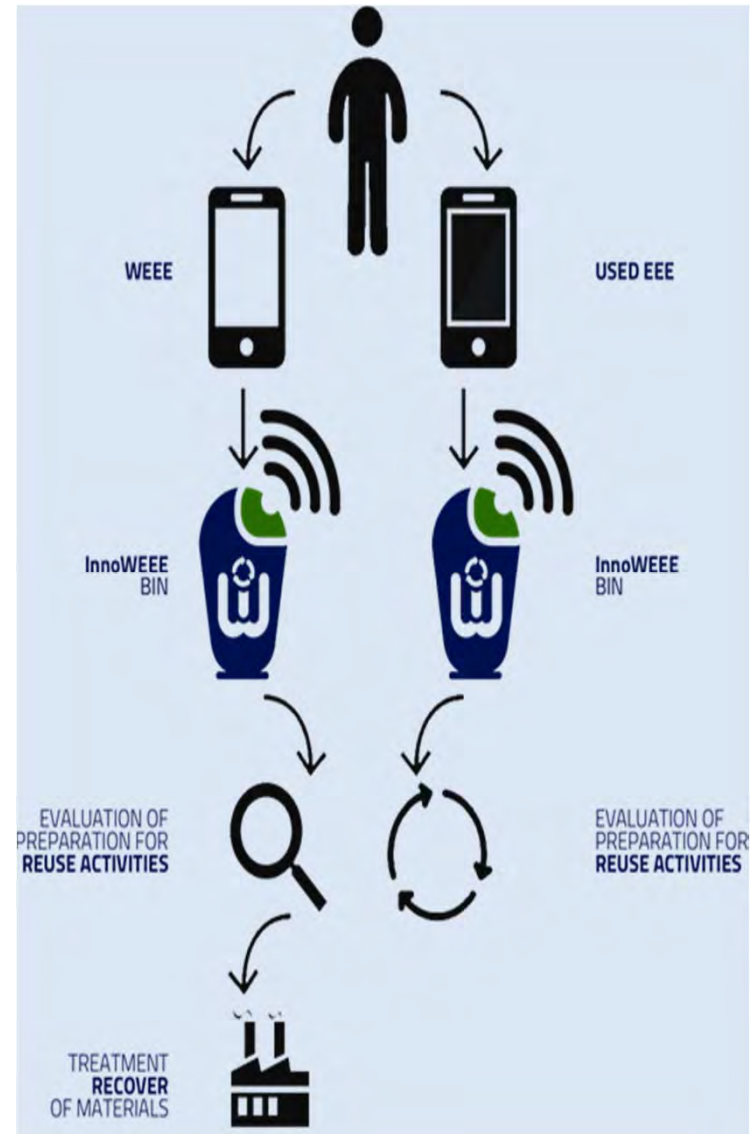 WEEE
USED EEE
InnoWEEE
BIN
InnoWEEE
BIN
EVALUATION OF
PREPARATION FOR
REUSE ACTIVITIES
EVALUATION OF
PREPARATION FOR
REUSE ACTIVITIES
TREATMENT
RECOVER
OF MATERIALS